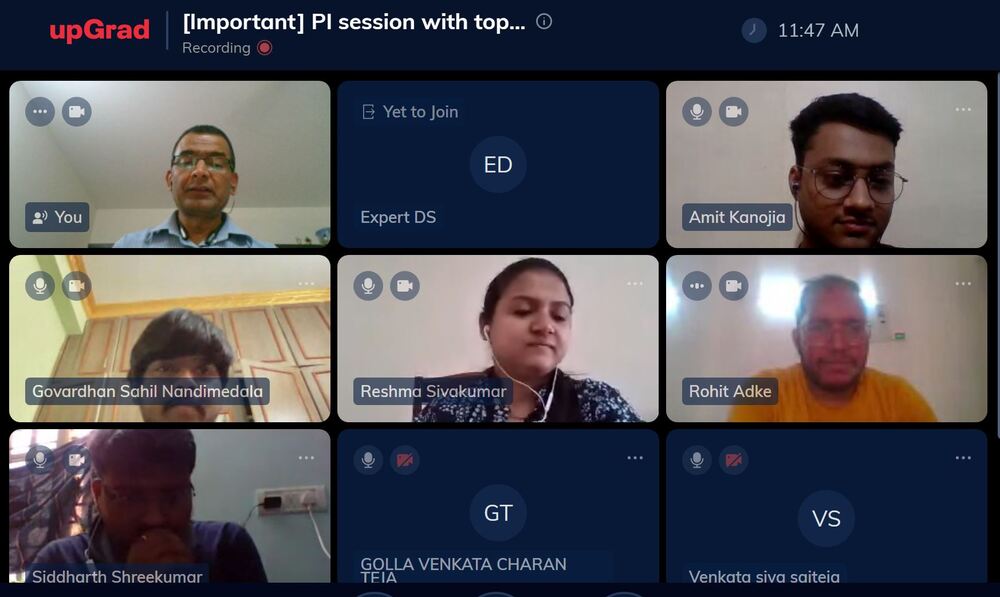 upGrad
[Important] PI session with top...
Recording
11:47 AM
You
Yet to Join
ED
Expert DS
Amit Kanojia
Govardhan Sahil Nandimedala
Reshma Sivakumar
Rohit Adke
Siddharth Shreekumar
GT
GOLLA VENKATA CHARAN
TEJA
VS
Venkata siva saiteja